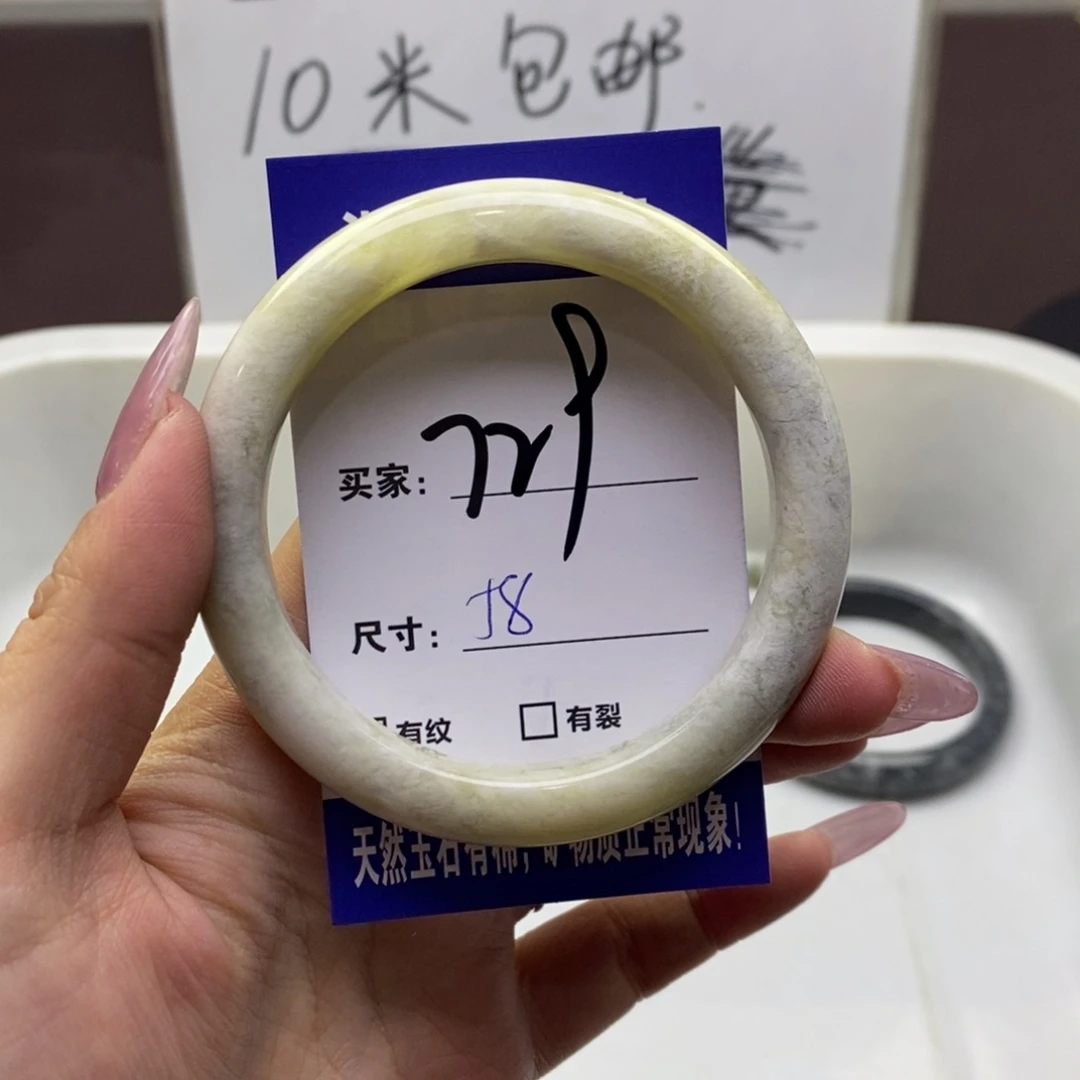 10米包邮.
买家:
尺寸: 58
有纹 □有裂
天然玉石有棉,矿物质正常现象!